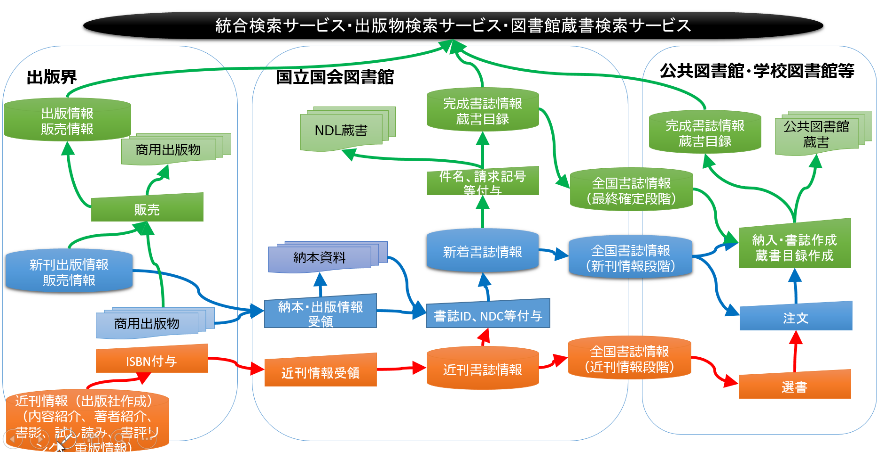 統合検索サービス・出版物検索サービス・図書館蔵書検索サービス
出版界
出版情報
販売情報
商用出版物
販売
新刊出版情報
販売情報
商用出版物
ISBN付与
近刊情報（出版社作成）
（内容紹介、著者紹介、
書影、試し読み、書評リ
ンク、重版情報）
国立国会図書館
NDL蔵書
完成書誌情報
蔵書目録
件名、請求記号
等付与
全国書誌情報
（最終確定段階）
納本資料
新着書誌情報
全国書誌情報
（新刊情報段階）
納本・出版情報
受領
書誌ID、NDC等付与
近刊情報受領
近刊書誌情報
全国書誌情報
（近刊情報段階）
公共図書館・学校図書館等
完成書誌情報
蔵書目録
公共図書館
蔵書
納入・書誌作成
蔵書目録作成
注文
選書